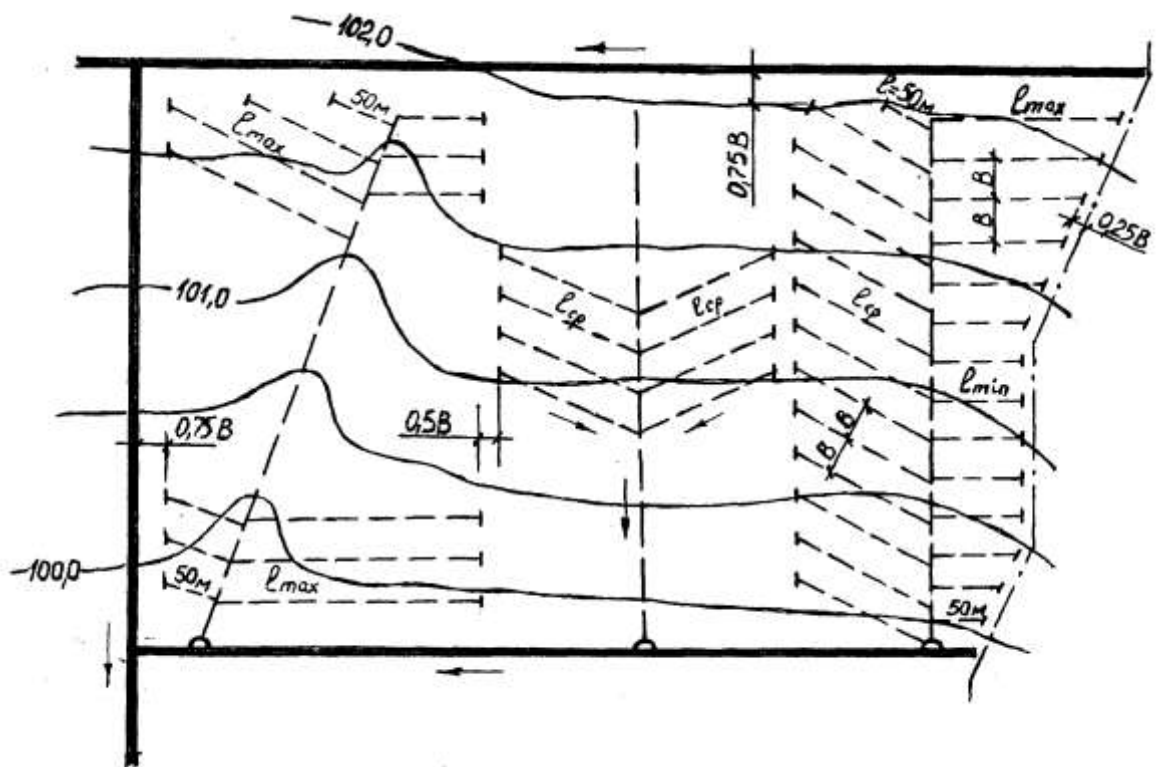 102,0
50м
l=50м
lmax
lmax
0,75В
В
В
0,25В
101,0
lср
lср
lср
lmin
0,75В
0,5В
В
В
100,0
50м
lmax
50м